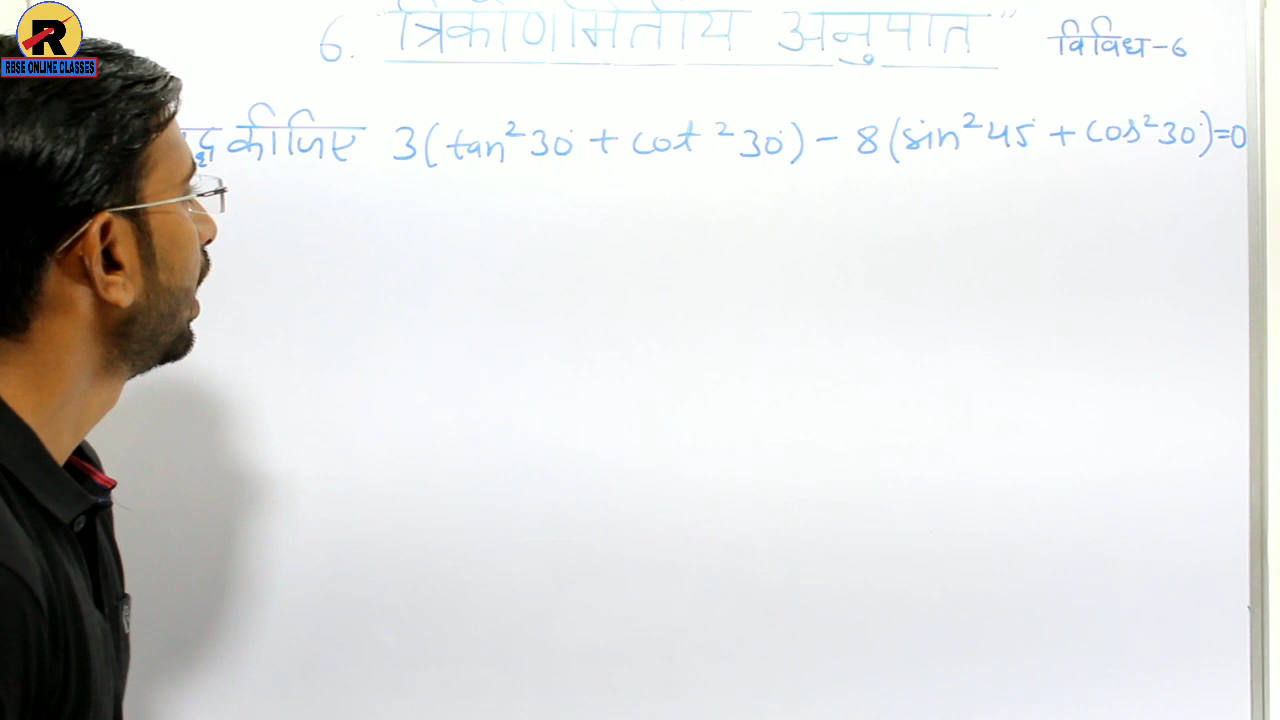 R
RBSE ONLINE CLASSES
6. "त्रिकोणमितीय अनुपात"
विविध-6
कीजिए 3(tan²30° + cot²30°) - 8(sin²45° + cos²30°)=0